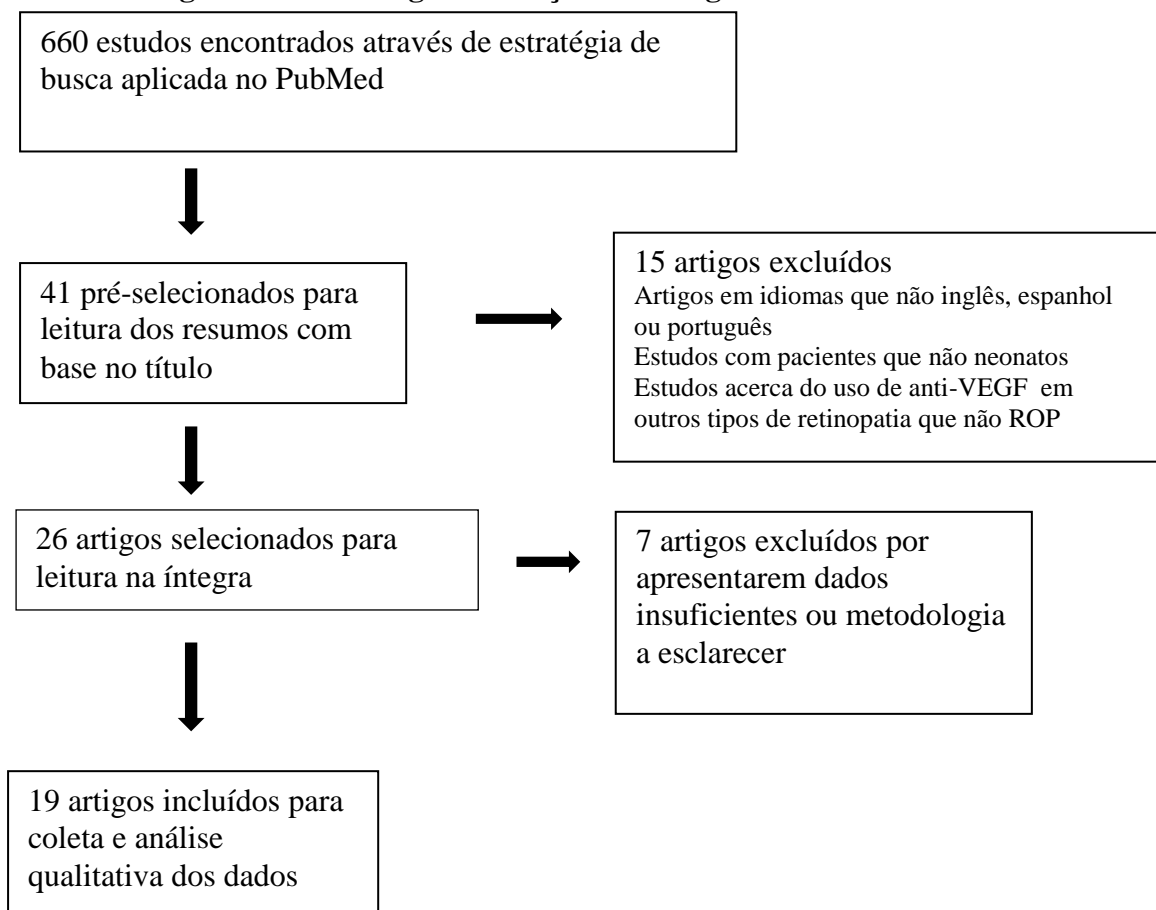 660 estudos encontrados através de estratégia de
busca aplicada no PubMed
41 pré-selecionados para
leitura dos resumos com
base no título
15 artigos excluídos
Artigos em idiomas que não inglês, espanhol
ou português
Estudos com pacientes que não neonatos
Estudos acerca do uso de anti-VEGF em
outros tipos de retinopatia que não ROP
26 artigos selecionados para
leitura na íntegra
7 artigos excluídos por
apresentarem dados
insuficientes ou metodologia
a esclarecer
19 artigos incluídos para
coleta e análise
qualitativa dos dados